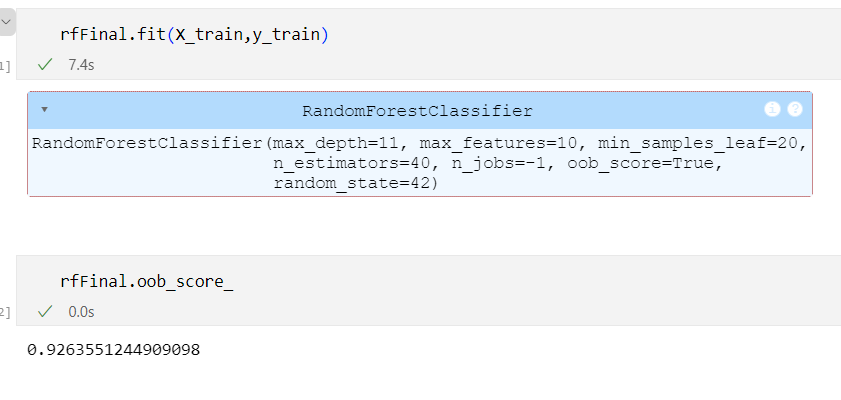 rfFinal.fit(X_train,y_train)
1]
7.4s
RandomForestClassifier
RandomForestClassifier(max_depth=11, max_features=10, min_samples_leaf=20,
n_estimators=40, n_jobs=-1, oob_score=True,
random_state=42)
rfFinal.oob_score_
2]
0.0s
0.9263551244909098